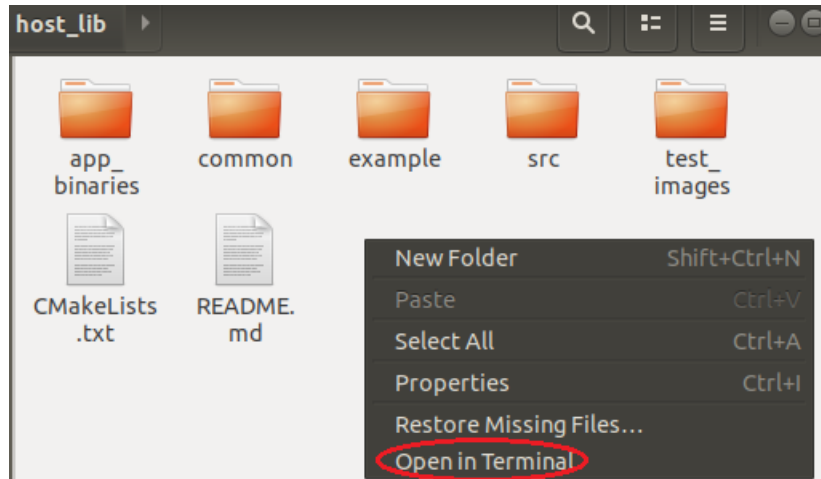 host_lib
app_
binaries
common
example
src
test_
images
CMakeLists
.txt
README.
md
New Folder Shift+Ctrl+N
Paste Ctrl+V
Select All Ctrl+A
Properties Ctrl+I
Restore Missing Files…
Open in Terminal